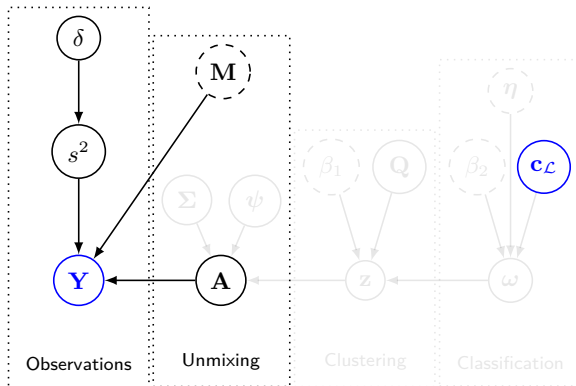 δ
M
η
s²
β₁
Q
β₂
c_ℒ
Σ
ψ
Y
A
z
ω
Observations
Unmixing
Clustering
Classification